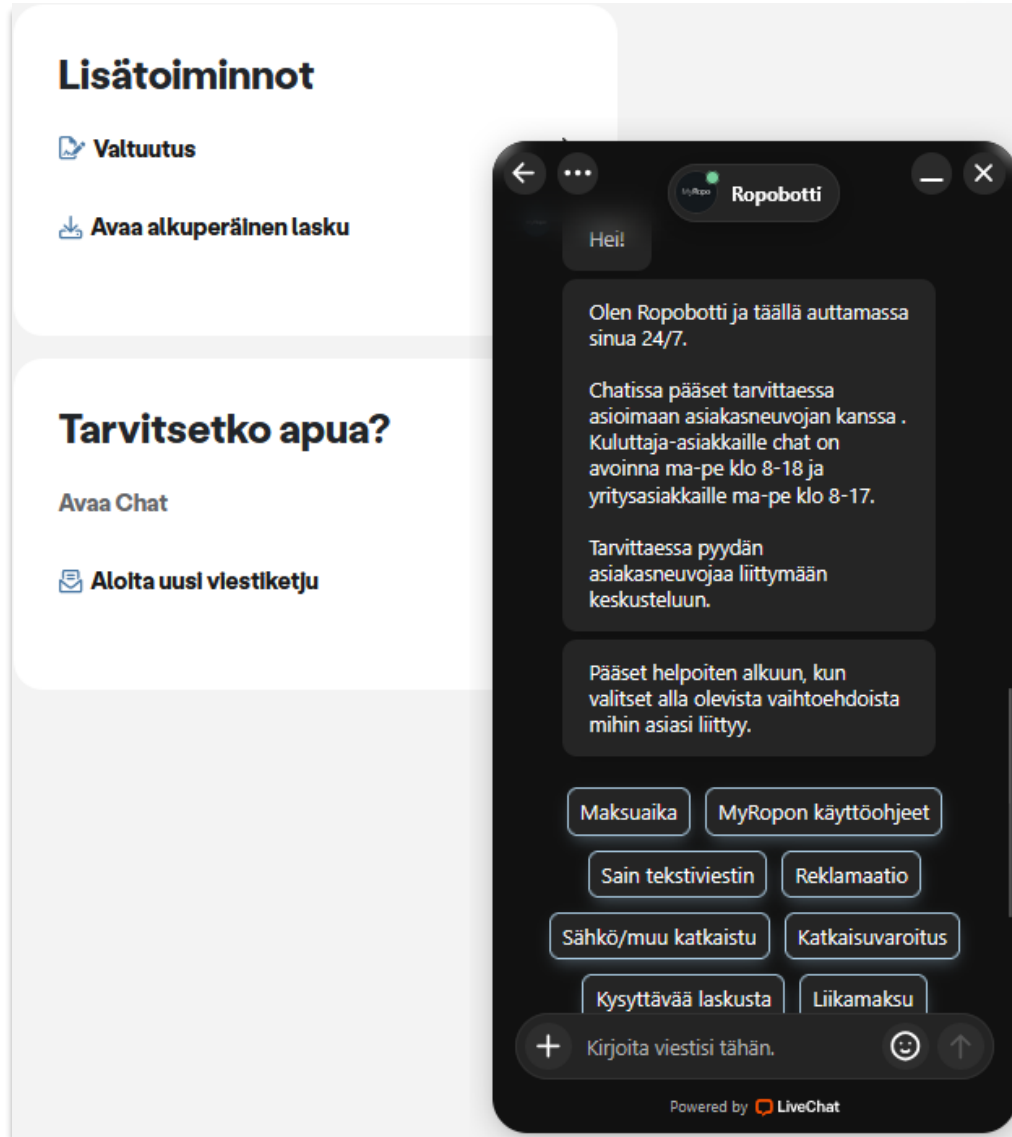 Lisätoiminnot
Valtuutus
Avaa alkuperäinen lasku
Tarvitsetko apua?
Avaa Chat
Aloita uusi viestiketju
MyRopo
Ropobotti
Hei!
Olen Ropobotti ja täällä auttamassa
sinua 24/7.
Chatissa pääset tarvittaessa
asioimaan asiakasneuvojan kanssa .
Kuluttaja-asiakkaille chat on
avoinna ma-pe klo 8-18 ja
yritysasiakkaille ma-pe klo 8-17.
Tarvittaessa pyydän
asiakasneuvojaa liittymään
keskusteluun.
Pääset helpoiten alkuun, kun
valitset alla olevista vaihtoehdoista
mihin asiasi liittyy.
Maksuaika
MyRopon käyttöohjeet
Sain tekstiviestin
Reklamaatio
Sähkö/muu katkaistu
Katkaisuvaroitus
Kysyttävää laskusta
Liikamaksu
Kirjoita viestisi tähän.
Powered by LiveChat